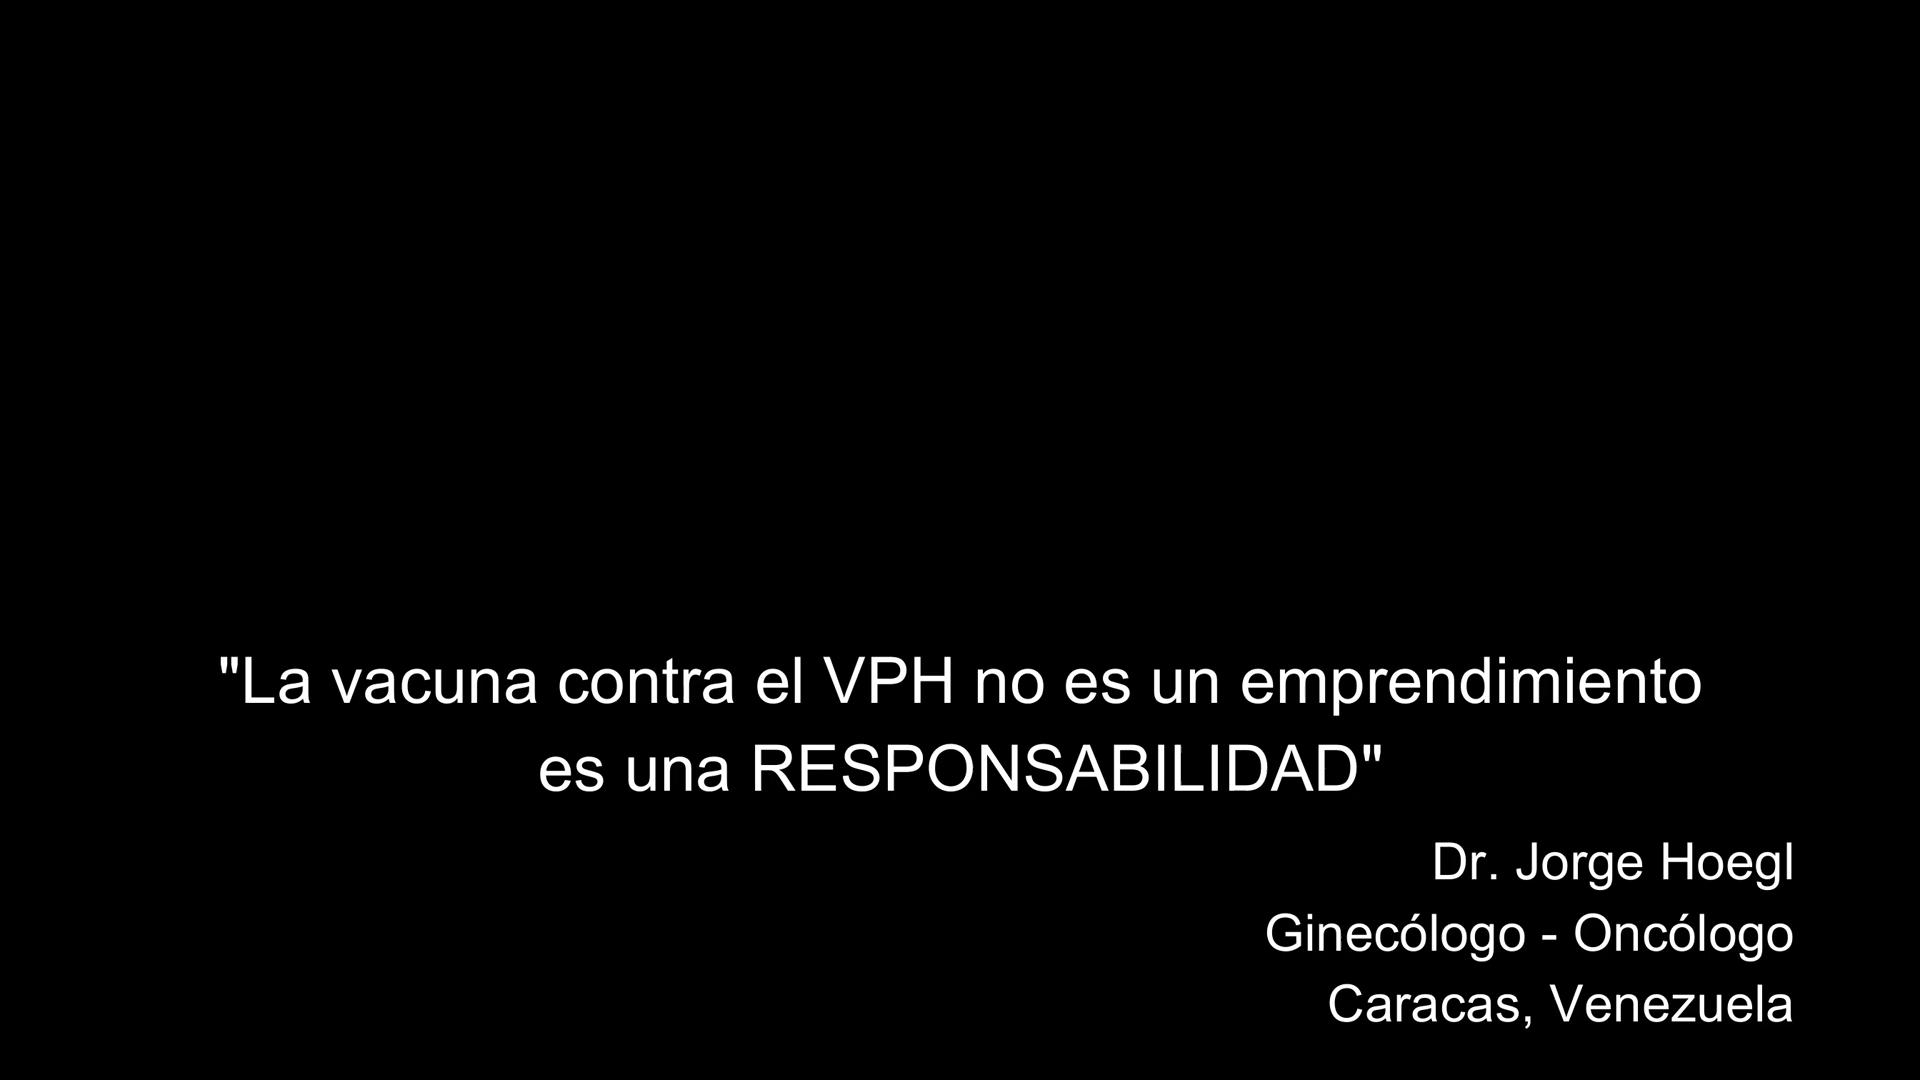 "La vacuna contra el VPH no es un emprendimiento
es una RESPONSABILIDAD"
Dr. Jorge Hoegl
Ginecólogo - Oncólogo
Caracas, Venezuela